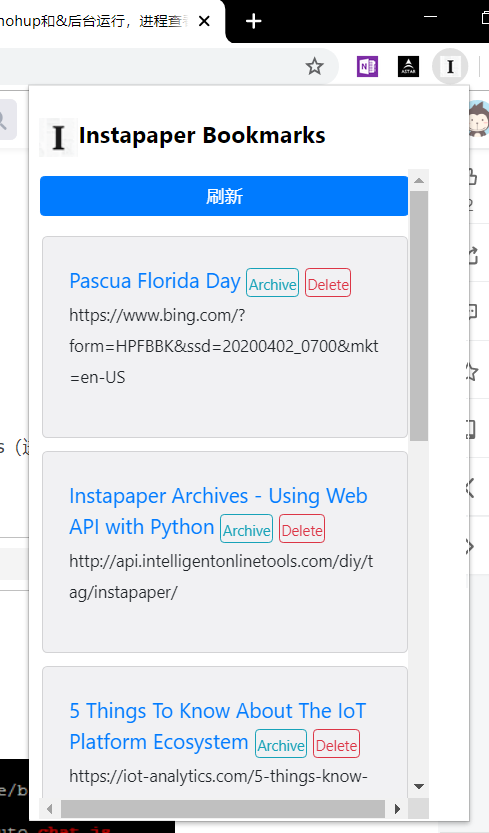 nohup和&后台运行，进程查
Instapaper Bookmarks
刷新
Pascua Florida Day Archive Delete
https://www.bing.com/?
form=HPFBBK&ssd=20200402_0700&mkt
=en-US
Instapaper Archives - Using Web
API with Python Archive Delete
http://api.intelligentonlinetools.com/diy/t
ag/instapaper/
5 Things To Know About The IoT
Platform Ecosystem Archive Delete
https://iot-analytics.com/5-things-know-